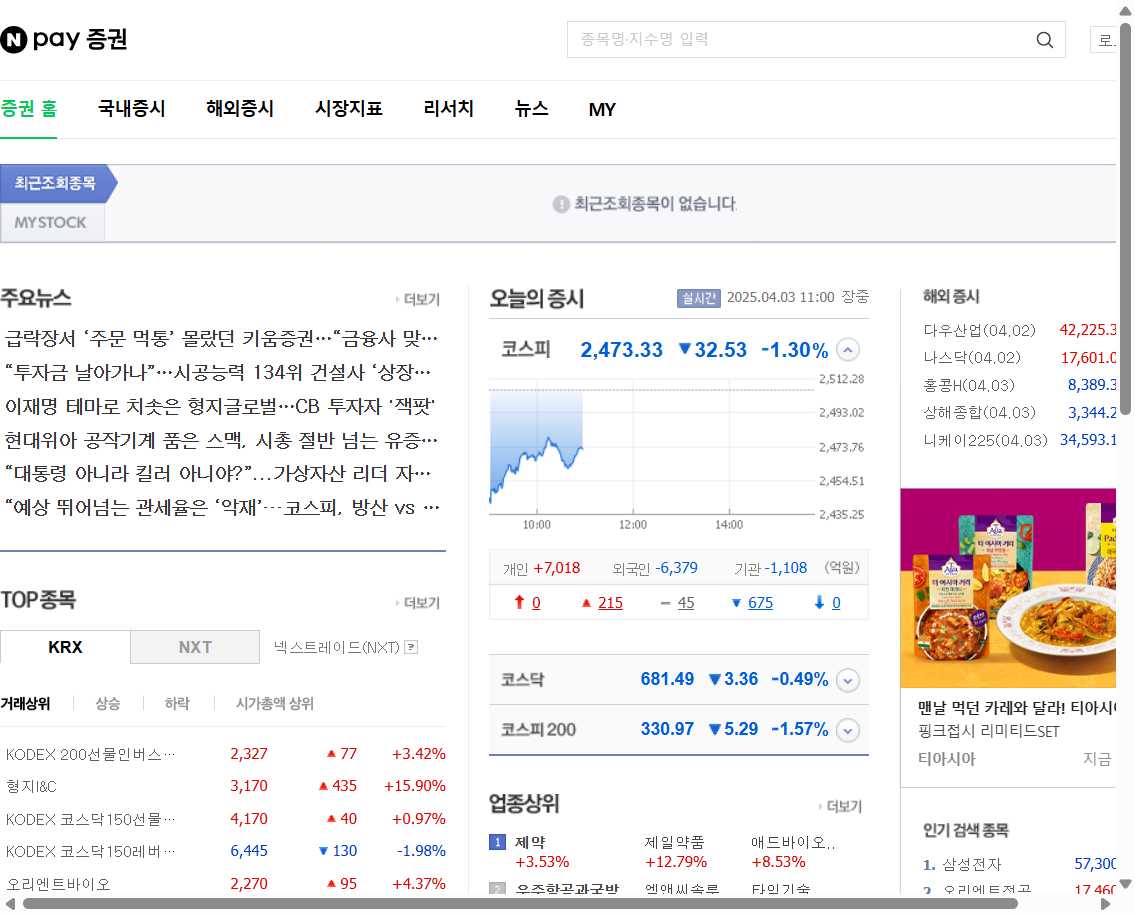 N pay 증권
종목명·지수명 입력
로..
증권 홈 국내증시 해외증시 시장지표 리서치 뉴스 MY
최근조회종목
MYSTOCK
최근조회종목이 없습니다.
주요뉴스 더보기
급락장서 ‘주문 먹통’ 몰랐던 키움증권…“금융사 맞…
“투자금 날아가나”…시공능력 134위 건설사 ‘상장…
이재명 테마로 치솟은 형지글로벌…CB 투자자 '잭팟'
현대위아 공작기계 품은 스맥, 시총 절반 넘는 유증…
“대통령 아니라 킬러 아니야?”…가상자산 리더 자…
“예상 뛰어넘는 관세율은 ‘악재’…코스피, 방산 vs …
TOP종목 더보기
KRX NXT 넥스트레이드(NXT) ?
거래상위 상승 하락 시가총액 상위
KODEX 200선물인버스… 2,327 ▲ 77 +3.42%
형지I&C 3,170 ▲ 435 +15.90%
KODEX 코스닥150선물… 4,170 ▲ 40 +0.97%
KODEX 코스닥150레버… 6,445 ▼ 130 -1.98%
오리엔트바이오 2,270 ▲ 95 +4.37%
오늘의 증시 실시간 2025.04.03 11:00 장중
코스피 2,473.33 ▼32.53 -1.30%
2,512.28
2,493.02
2,473.76
2,454.51
2,435.25
10:00 12:00 14:00
개인 +7,018 외국인 -6,379 기관 -1,108 (억원)
↑ 0 ▲ 215 − 45 ▼ 675 ↓ 0
코스닥 681.49 ▼3.36 -0.49%
코스피 200 330.97 ▼5.29 -1.57%
업종상위 더보기
1 제약 제일약품 애드바이오..
+3.53% +12.79% +8.53%
2 우주항공과국방 엘앤씨솔루 타임기술
해외 증시
다우산업(04.02) 42,225.3
나스닥(04.02) 17,601.0
홍콩H(04.03) 8,389.3
상해종합(04.03) 3,344.2
니케이225(04.03) 34,593.1
맨날 먹던 카레와 달라! 티아시아
핑크접시 리미티드SET
티아시아 지금
인기 검색 종목
1. 삼성전자 57,300
2. 오리엔트정공 17,460